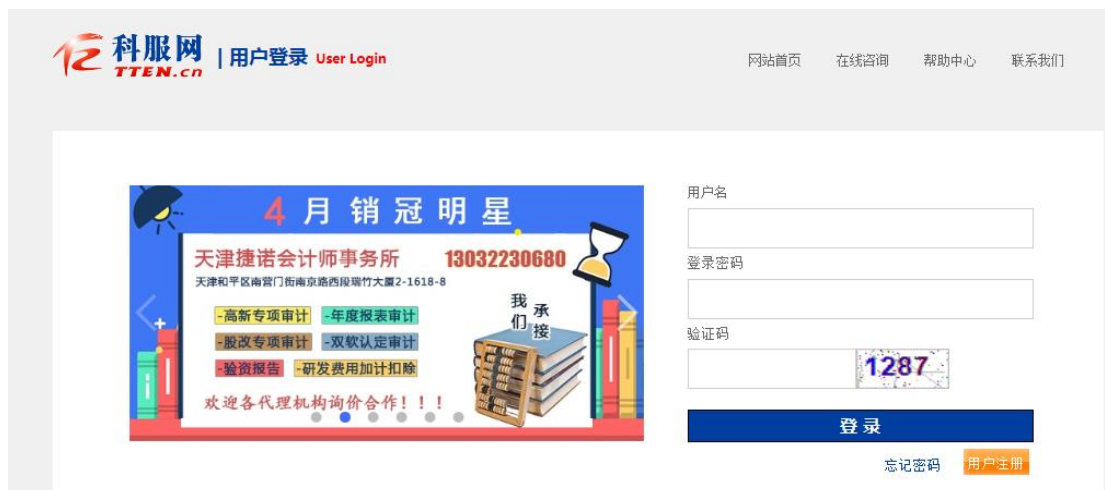 科服网
TTEN.cn
|用户登录 User Login
网站首页 在线咨询 帮助中心 联系我们
4月销冠明星
天津捷诺会计师事务所 13032230680
天津和平区南营门街南京路西段瑞竹大厦2-1618-8
-高新专项审计 -年度报表审计
-股改专项审计 -双软认定审计
-验资报告 -研发费用加计扣除
我们承接
欢迎各代理机构询价合作！！！
用户名
登录密码
验证码
1287
登录
忘记密码 用户注册